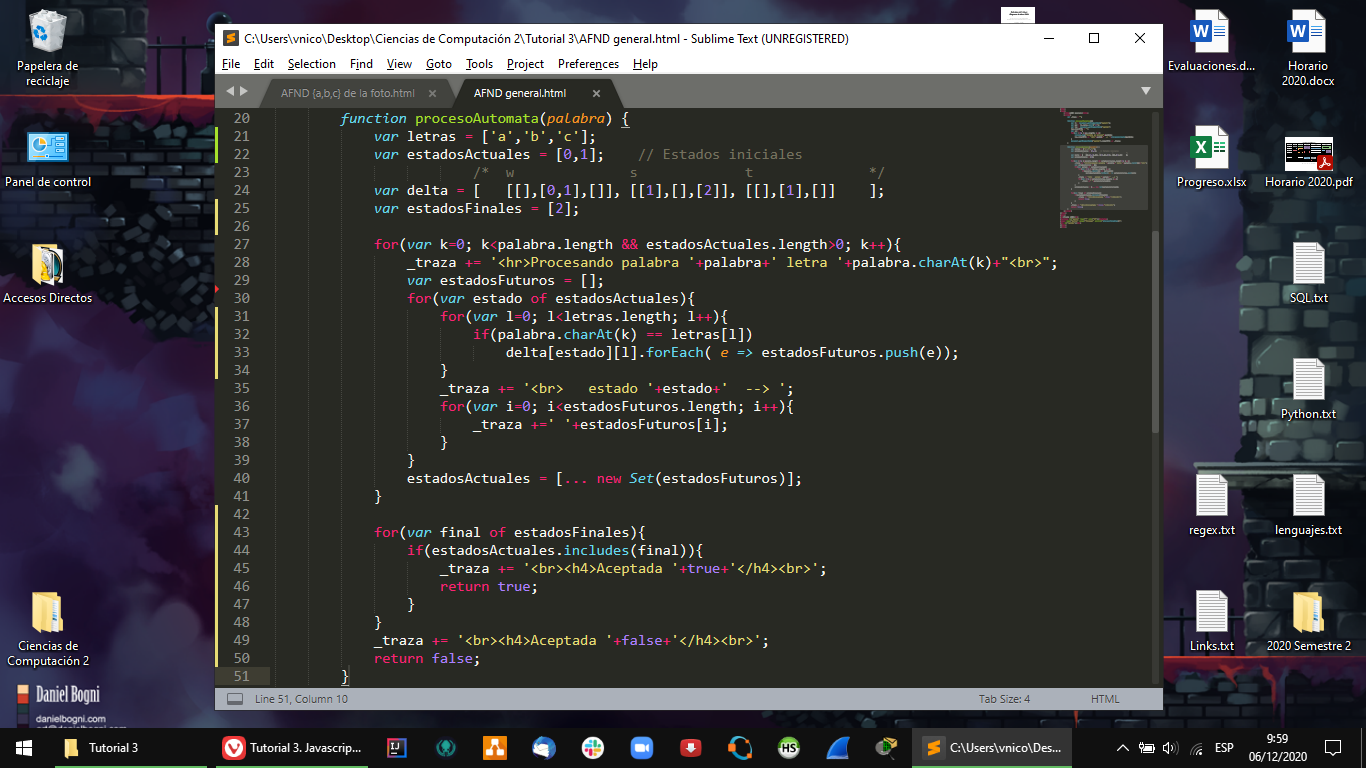 Papelera de
reciclaje
Panel de control
Accesos Directos
Ciencias de
Computación 2
Daniel Bogni
danielbogni.com
C:\Users\vnico\Desktop\Ciencias de Computación 2\Tutorial 3\AFND general.html - Sublime Text (UNREGISTERED)
File Edit Selection Find View Goto Tools Project Preferences Help
AFND {a,b,c} de la foto.html × AFND general.html ×
20 function procesoAutomata(palabra) {
21 var letras = ['a','b','c'];
22 var estadosActuales = [0,1]; // Estados iniciales
23 /* w s t */
24 var delta = [ [[],[0,1],[]], [[1],[],[2]], [[],[1],[]] ];
25 var estadosFinales = [2];
26
27 for(var k=0; k<palabra.length && estadosActuales.length>0; k++){
28 _traza += '<hr>Procesando palabra '+palabra+' letra '+palabra.charAt(k)+"<br>";
29 var estadosFuturos = [];
30 for(var estado of estadosActuales){
31 for(var l=0; l<letras.length; l++){
32 if(palabra.charAt(k) == letras[l])
33 delta[estado][l].forEach( e => estadosFuturos.push(e));
34 }
35 _traza += '<br>   estado '+estado+'  --> ';
36 for(var i=0; i<estadosFuturos.length; i++){
37 _traza +=' '+estadosFuturos[i];
38 }
39 }
40 estadosActuales = [... new Set(estadosFuturos)];
41 }
42
43 for(var final of estadosFinales){
44 if(estadosActuales.includes(final)){
45 _traza += '<br><h4>Aceptada '+true+'</h4><br>';
46 return true;
47 }
48 }
49 _traza += '<br><h4>Aceptada '+false+'</h4><br>';
50 return false;
51 }
Line 51, Column 10 Tab Size: 4 HTML
Evaluaciones.d...
Horario
2020.docx
Progreso.xlsx
Horario 2020.pdf
SQL.txt
Python.txt
regex.txt
lenguajes.txt
Links.txt
2020 Semestre 2
Tutorial 3
Tutorial 3. Javascrip...
IJ
HS
C:\Users\vnico\Des...
ESP
9:59
06/12/2020